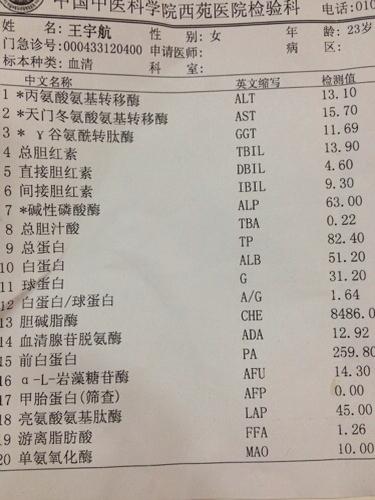 中国中医科学院西苑医院检验科 电话:010
姓 名: 王宇航 性 别: 女 年 龄: 23岁
门急诊号:000433120400 申请医师: 病 区:
标本种类: 血清 科 室:
中文名称 英文缩写 检测值
1 *丙氨酸氨基转移酶 ALT 13.10
2 *天门冬氨酸氨基转移酶 AST 15.70
3 * γ谷氨酰转肽酶 GGT 11.69
4 总胆红素 TBIL 13.90
5 直接胆红素 DBIL 4.60
6 间接胆红素 IBIL 9.30
7 *碱性磷酸酶 ALP 63.00
8 总胆汁酸 TBA 0.22
9 总蛋白 TP 82.40
10 白蛋白 ALB 51.20
11 球蛋白 G 31.20
12 白蛋白/球蛋白 A/G 1.64
13 胆碱脂酶 CHE 8486.0
14 血清腺苷脱氨酶 ADA 12.92
15 前白蛋白 PA 259.80
16 α-L-岩藻糖苷酶 AFU 14.30
17 甲胎蛋白(筛查) AFP 0.00
18 亮氨酸氨基肽酶 LAP 45.00
19 游离脂肪酸 FFA 1.26
20 单氨氧化酶 MAO 10.00